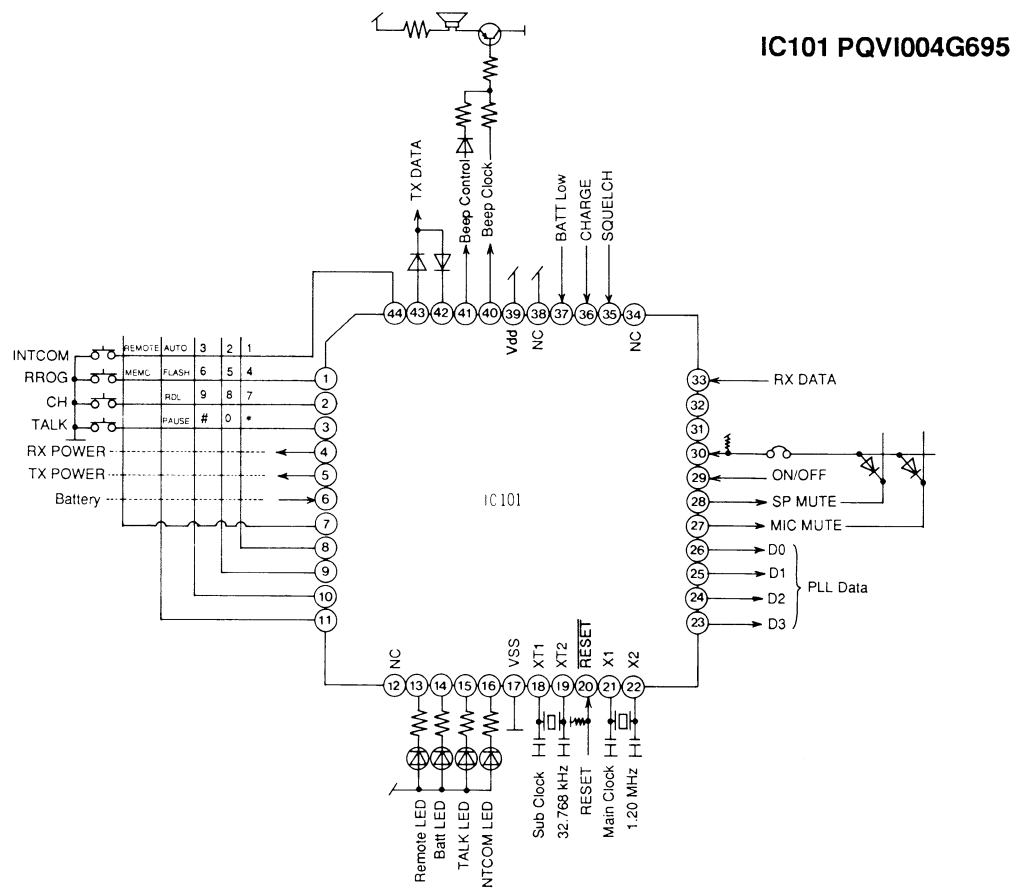 IC101 PQVI004G695
TX DATA
Beep Control
Beep Clock
BATT Low
CHARGE
SQUELCH
44 43 42 41 40 39 38 37 36 35 34
Vdd
NC
NC
INTCOM
REMOTE AUTO 3 2 1
RROG
MEMC FLASH 6 5 4
1
CH
RDL 9 8 7
2
TALK
PAUSE # 0 *
3
RX POWER
4
TX POWER
5
Battery
6
7
8
9
10
11
IC101
33 RX DATA
32
31
30
29 ON/OFF
28 SP MUTE
27 MIC MUTE
26 D0
25 D1
24 D2
23 D3
PLL Data
NC
VSS
XT1
XT2
RESET
X1
X2
12 13 14 15 16 17 18 19 20 21 22
Remote LED
Batt LED
TALK LED
NTCOM LED
Sub Clock
32.768 kHz
RESET
Main Clock
1.20 MHz